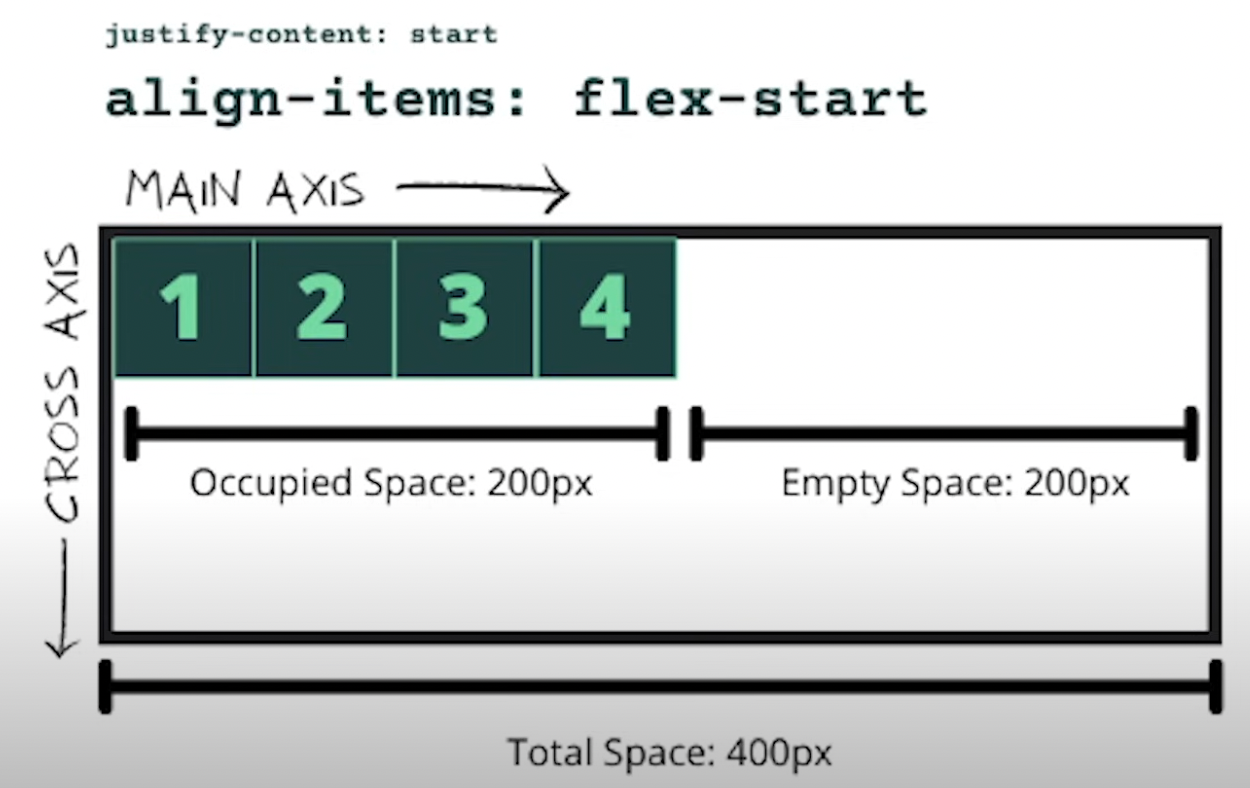 justify-content: start
align-items: flex-start
MAIN AXIS
CROSS AXIS
1 2 3 4
Occupied Space: 200px Empty Space: 200px
Total Space: 400px